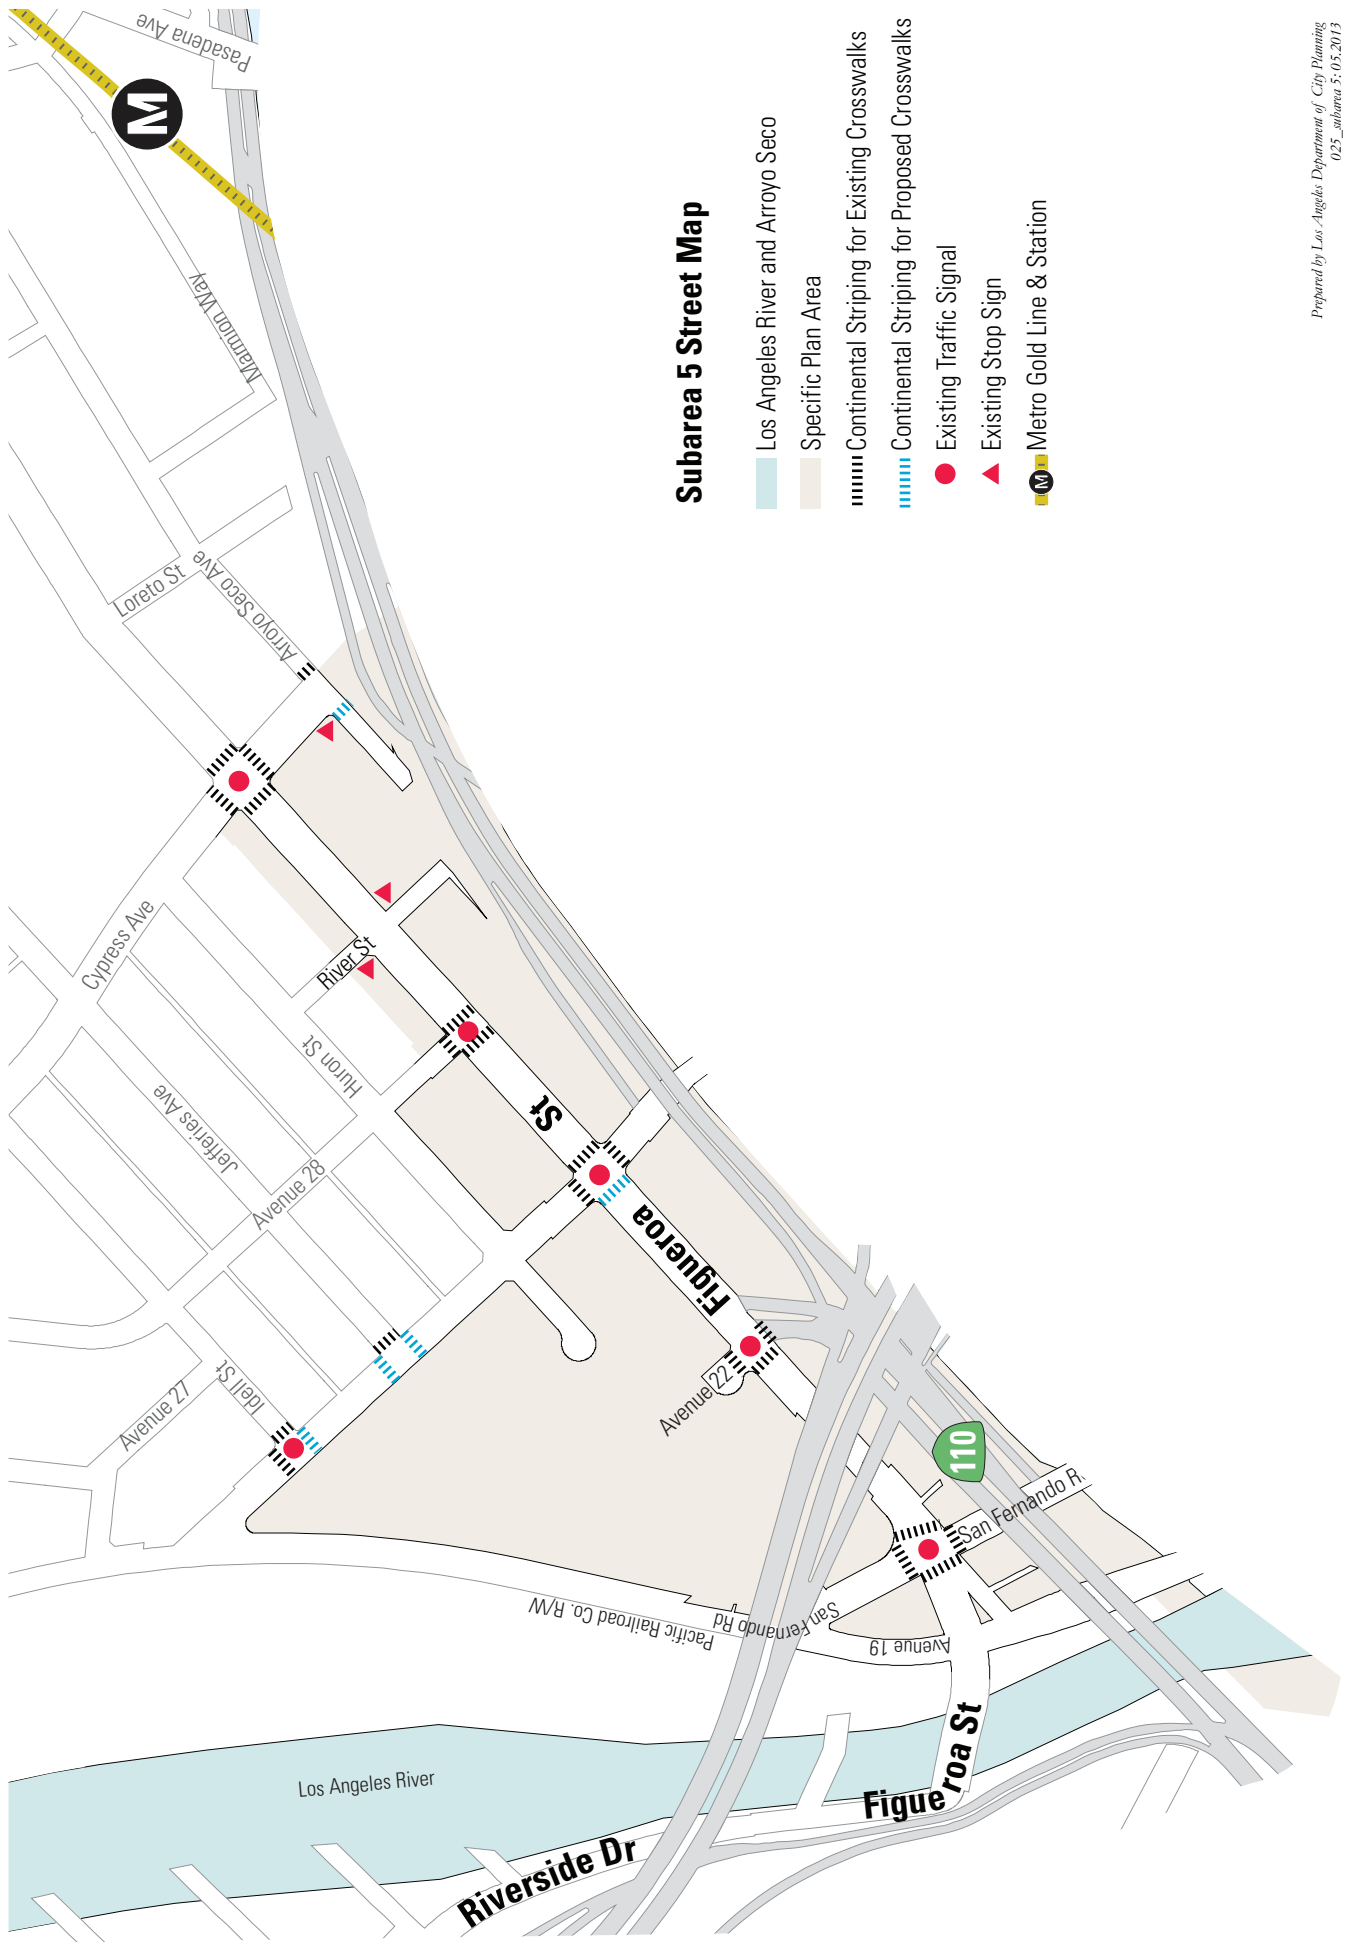 Subarea 5 Street Map
Los Angeles River and Arroyo Seco
Specific Plan Area
Continental Striping for Existing Crosswalks
Continental Striping for Proposed Crosswalks
Existing Traffic Signal
Existing Stop Sign
M Metro Gold Line & Station
Pasadena Ave
M
Marmion Way
Loreto St
Arroyo Seco Ave
Cypress Ave
River St
Huron St
Jefferies Ave
Avenue 28
St
Figueroa
Avenue 22
Avenue 27
Idell St
110
San Fernando R
San Fernando Rd
Pacific Railroad Co. R/W
Avenue 19
Los Angeles River
Figueroa St
Riverside Dr
Prepared by Los Angeles Department of City Planning
025_subarea 5: 05.2013